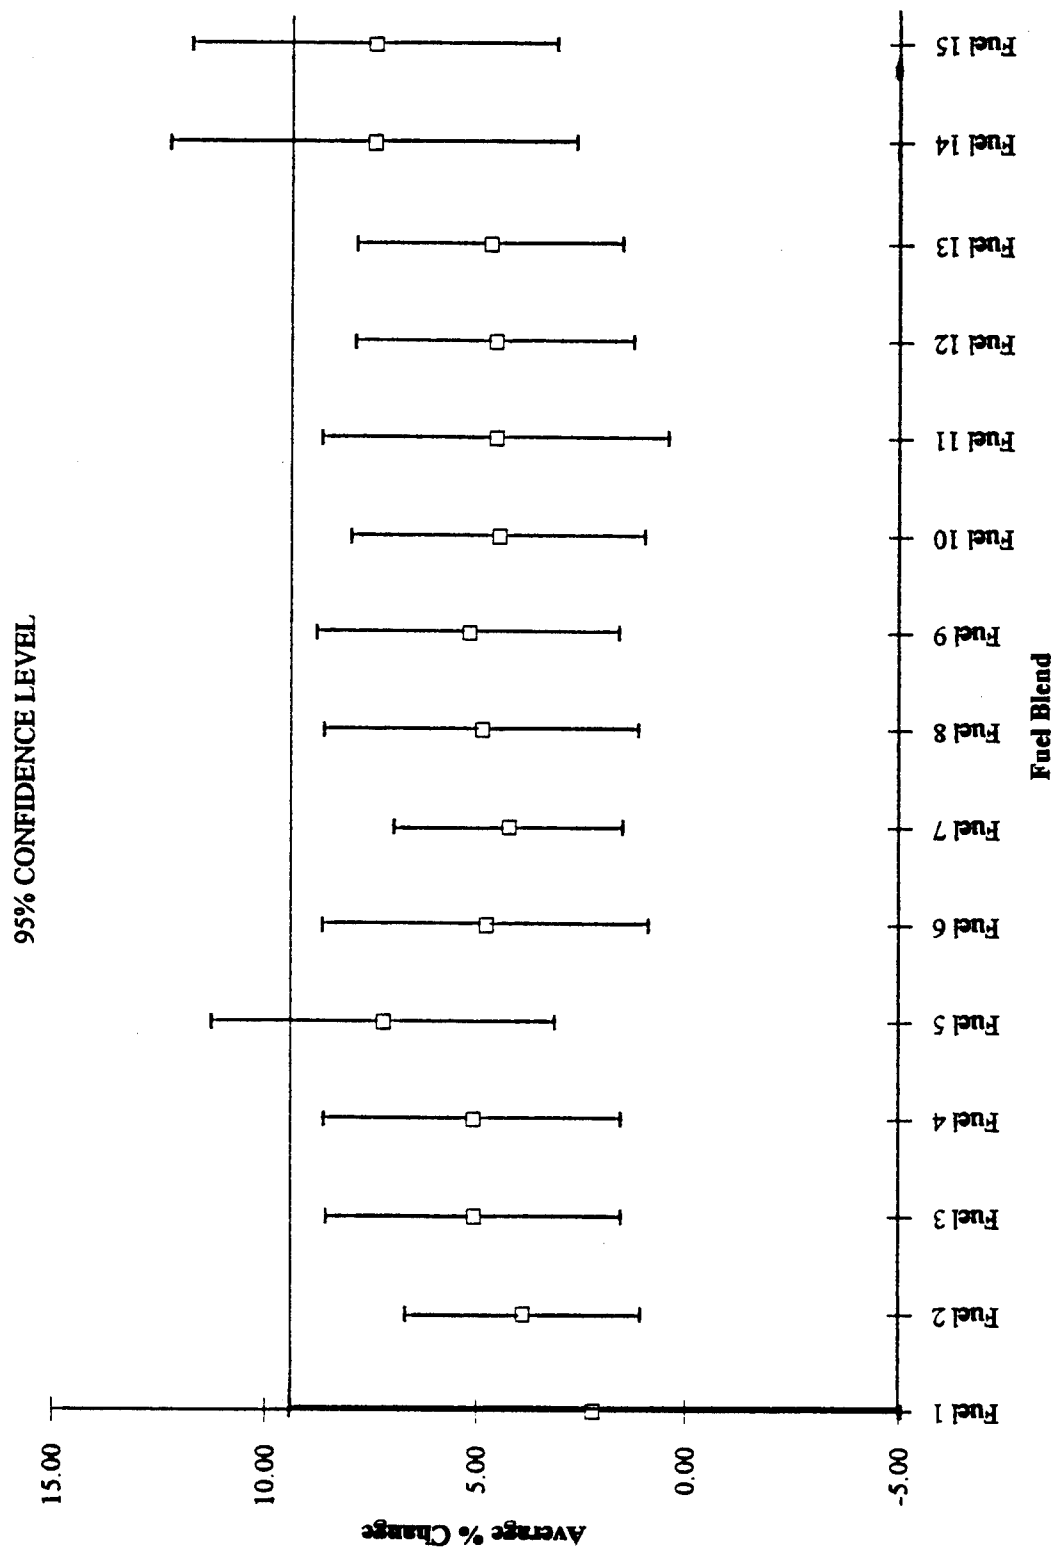 95% CONFIDENCE LEVEL
Average % Change
15.00
10.00
5.00
0.00
-5.00
Fuel 1
Fuel 2
Fuel 3
Fuel 4
Fuel 5
Fuel 6
Fuel 7
Fuel 8
Fuel 9
Fuel 10
Fuel 11
Fuel 12
Fuel 13
Fuel 14
Fuel 15
Fuel Blend